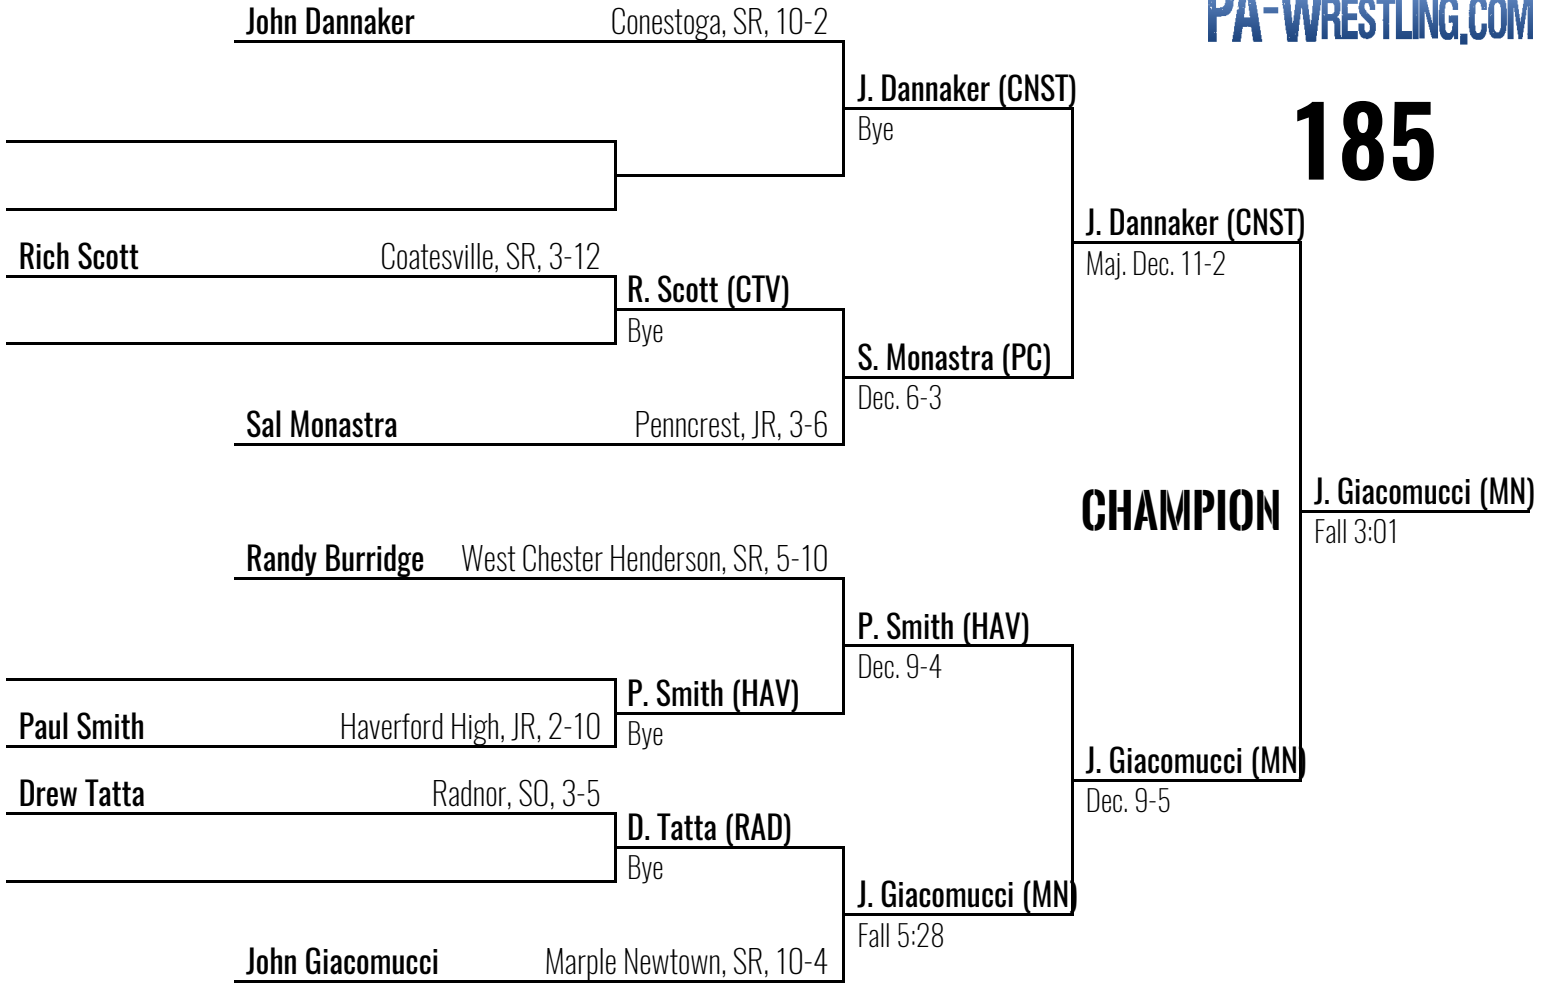 PA-WRESTLING.COM
185
John Dannaker Conestoga, SR, 10-2
J. Dannaker (CNST)
Bye
J. Dannaker (CNST)
Maj. Dec. 11-2
Rich Scott Coatesville, SR, 3-12
R. Scott (CTV)
Bye
S. Monastra (PC)
Dec. 6-3
Sal Monastra Penncrest, JR, 3-6
CHAMPION
J. Giacomucci (MN)
Fall 3:01
Randy Burridge West Chester Henderson, SR, 5-10
P. Smith (HAV)
Dec. 9-4
P. Smith (HAV)
Bye
Paul Smith Haverford High, JR, 2-10
J. Giacomucci (MN)
Dec. 9-5
Drew Tatta Radnor, SO, 3-5
D. Tatta (RAD)
Bye
J. Giacomucci (MN)
Fall 5:28
John Giacomucci Marple Newtown, SR, 10-4